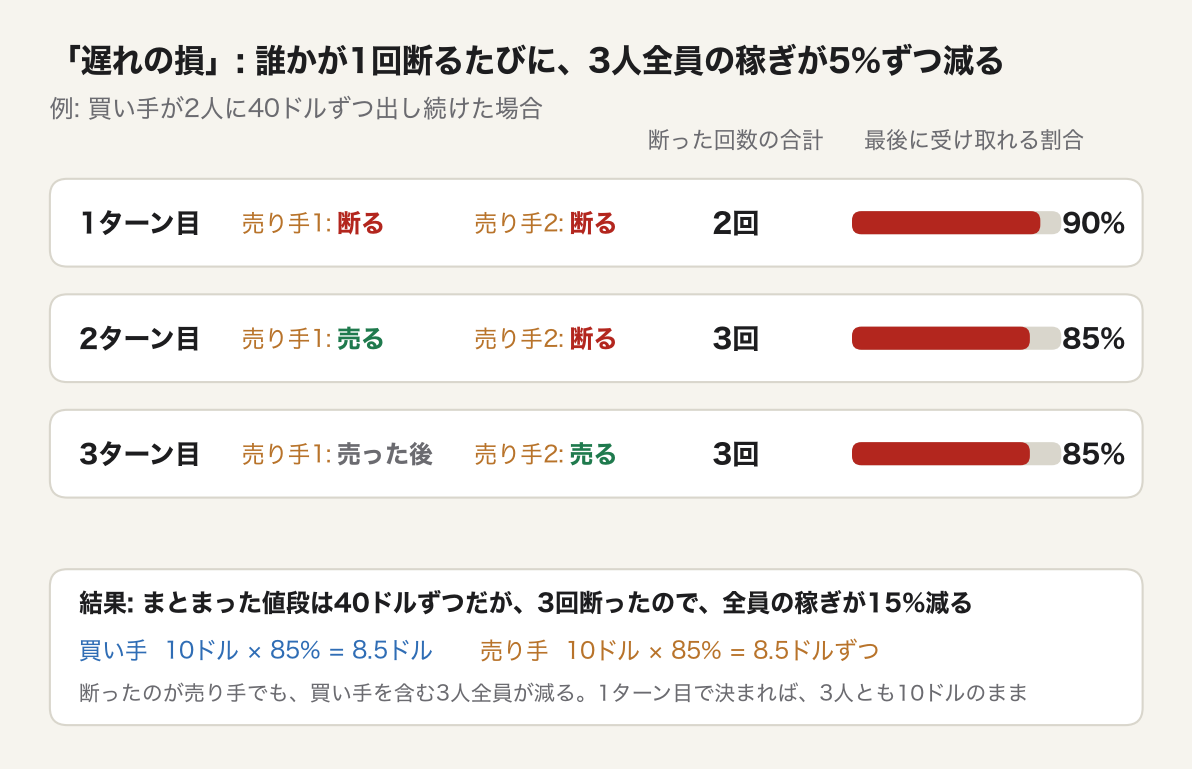 「遅れの損」: 誰かが1回断るたびに、3人全員の稼ぎが5%ずつ減る
例: 買い手が2人に40ドルずつ出し続けた場合
断った回数の合計 最後に受け取れる割合
1ターン目 売り手1: 断る 売り手2: 断る 2回 90%
2ターン目 売り手1: 売る 売り手2: 断る 3回 85%
3ターン目 売り手1: 売った後 売り手2: 売る 3回 85%
結果: まとまった値段は40ドルずつだが、3回断ったので、全員の稼ぎが15%減る
買い手 10ドル × 85% = 8.5ドル 売り手 10ドル × 85% = 8.5ドルずつ
断ったのが売り手でも、買い手を含む3人全員が減る。1ターン目で決まれば、3人とも10ドルのまま